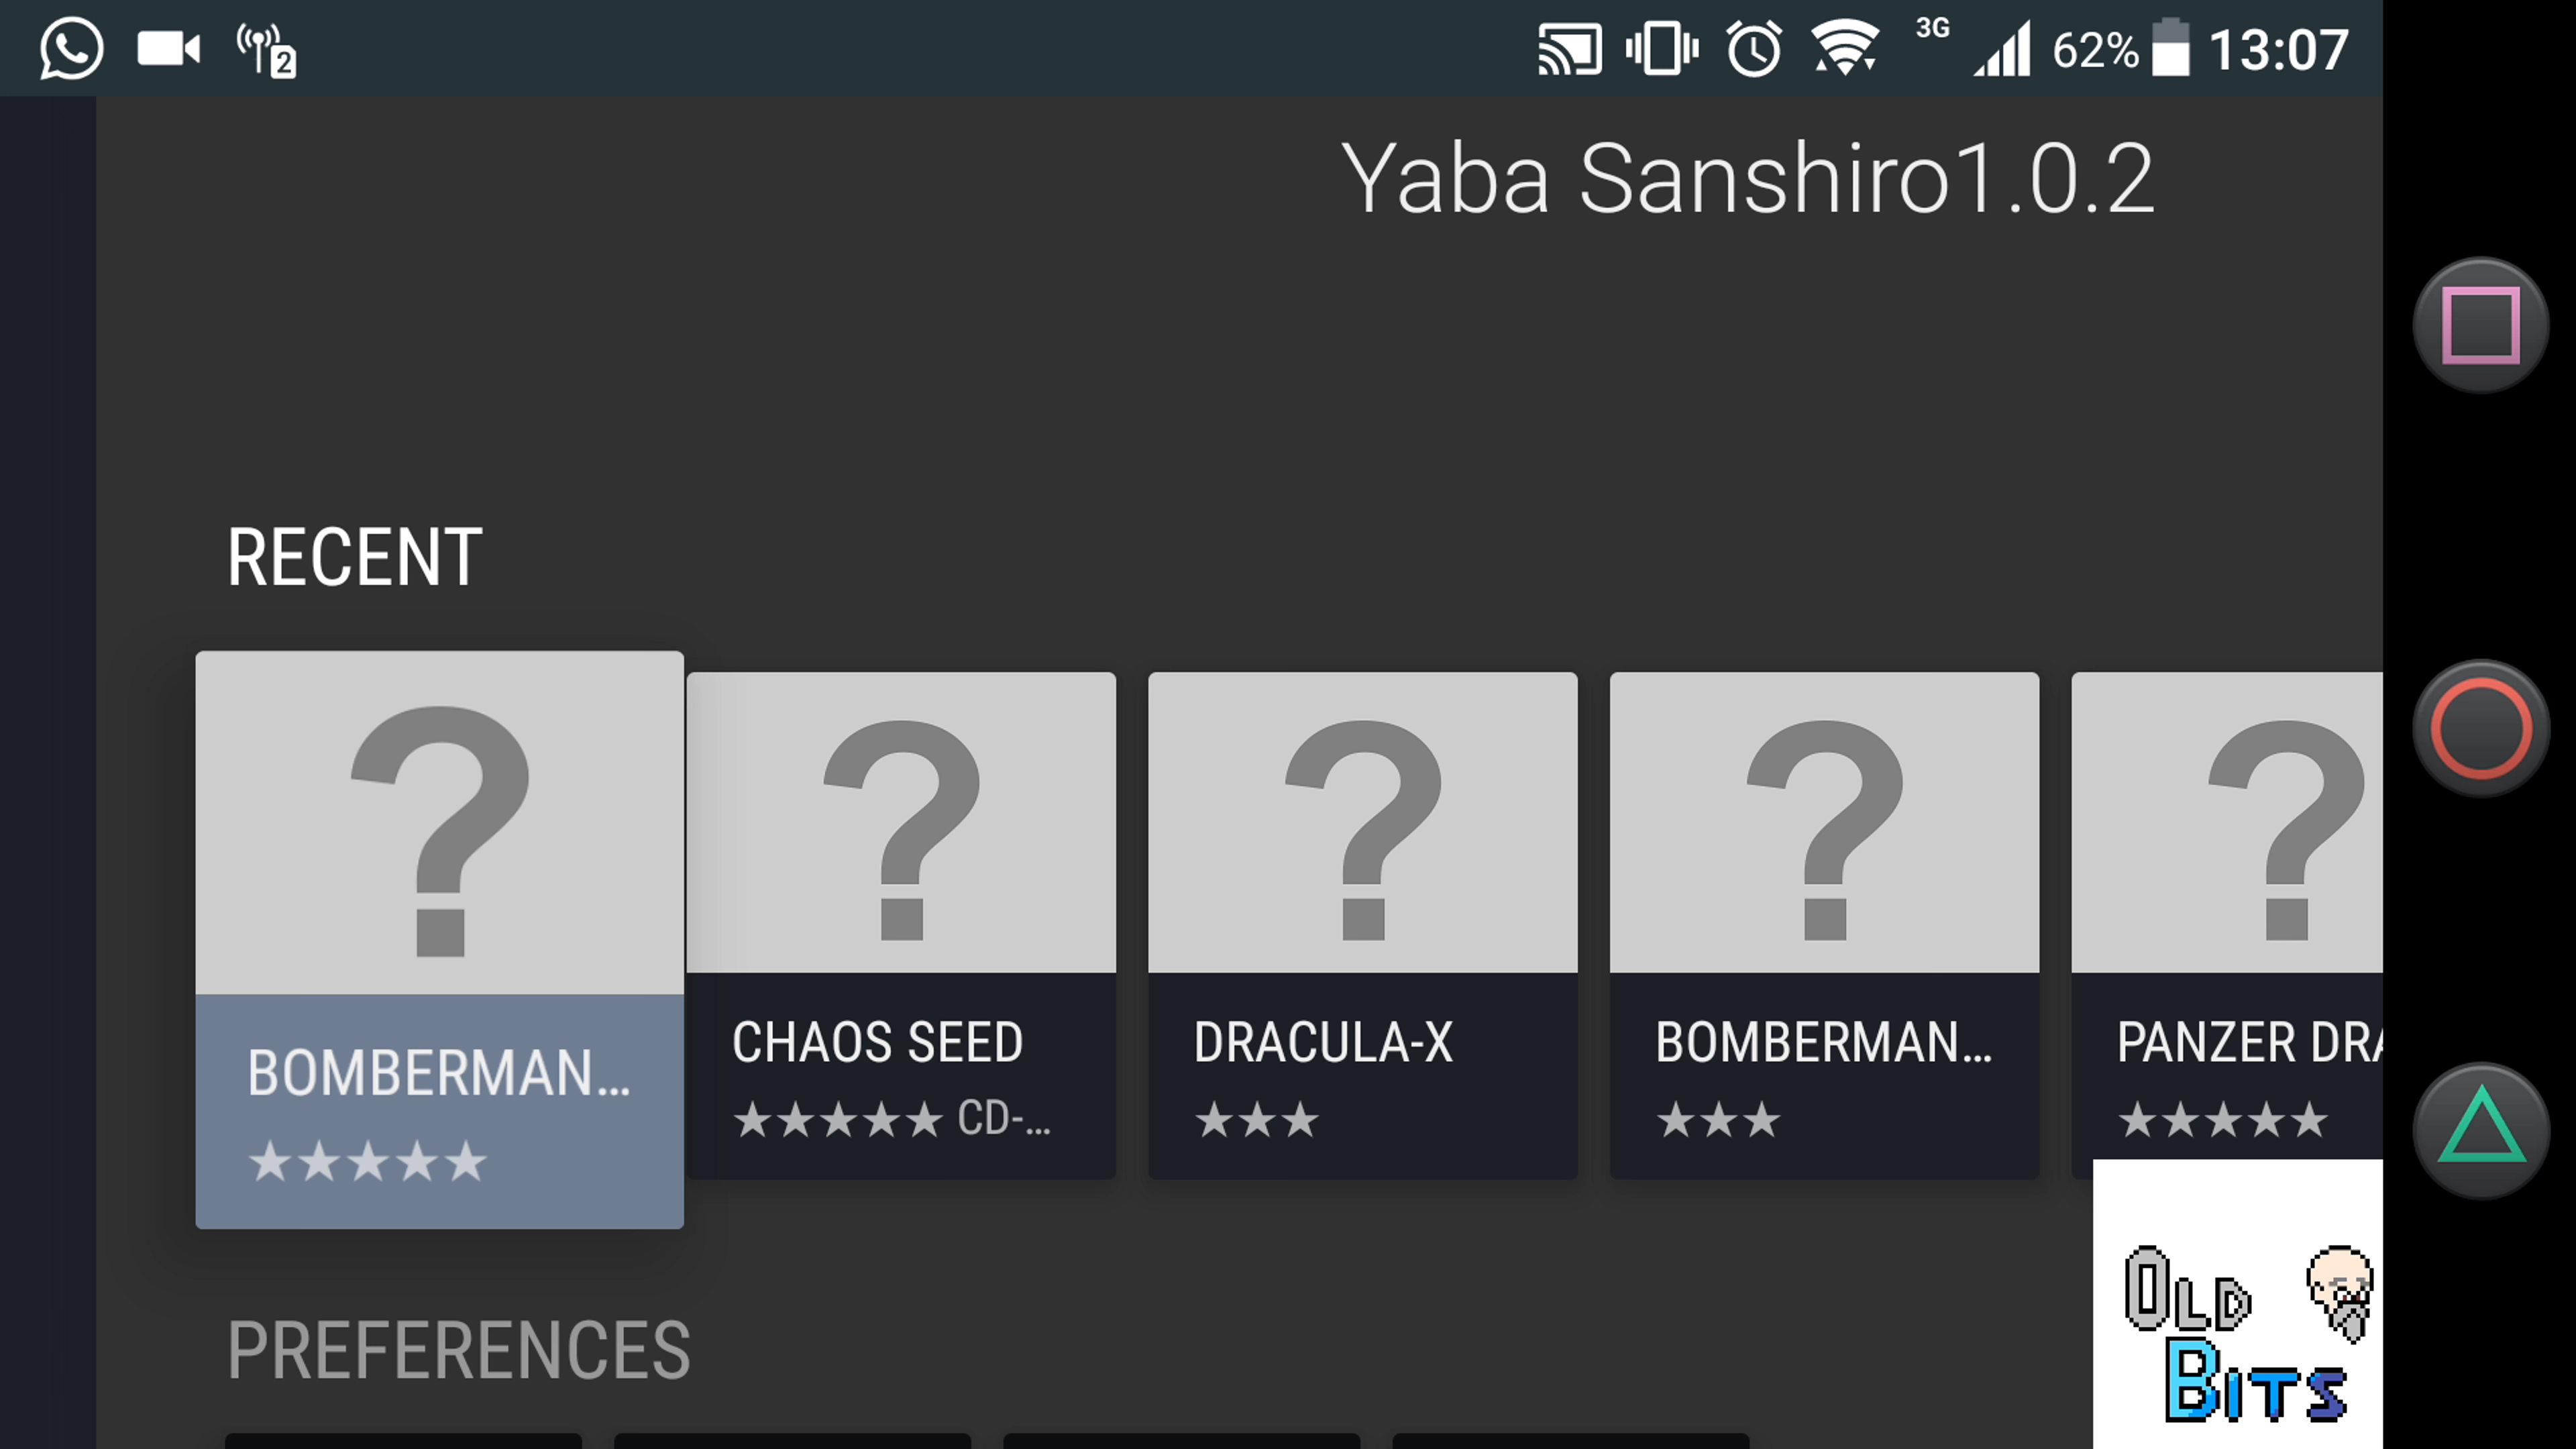 2
3G
62%
13:07
Yaba Sanshiro1.0.2
RECENT
BOMBERMAN...
★★★★★
CHAOS SEED
★★★★★ CD-...
DRACULA-X
★★★
BOMBERMAN...
★★★
PANZER DRA
★★★★★
PREFERENCES
OLD
BITS